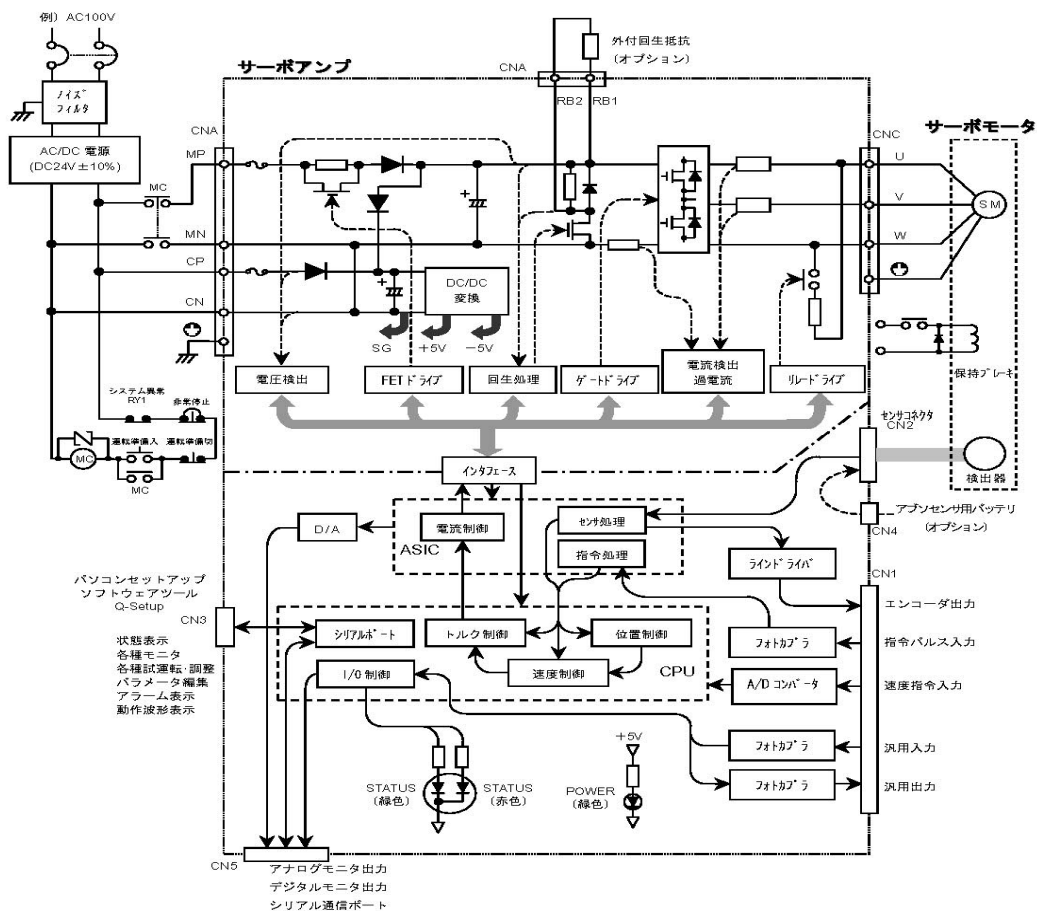 例) AC100V
ノイズ
フィルタ
AC/DC 電源
(DC24V±10%)
サーボアンプ
CNA
外付回生抵抗
(オプション)
RB2
RB1
CNA
MP
MC
MN
CP
CN
CNC
サーボモータ
U
V
W
SM
DC/DC
変換
SG
+5V
-5V
電圧検出
FETドライブ
回生処理
ゲートドライブ
電流検出
過電流
リレードライブ
保持ブレーキ
システム異常
RY1
非常停止
運転準備入
運転準備切
MC
MC
センサコネクタ
CN2
検出器
インタフェース
アブソセンサ用バッテリ
(オプション)
CN4
D/A
電流制御
ASIC
センサ処理
指令処理
ラインドライバ
CN1
エンコーダ出力
パソコンセットアップ
ソフトウェアツール
Q-Setup
CN3
状態表示
各種モニタ
各種試運転・調整
パラメータ編集
アラーム表示
動作波形表示
シリアルポート
トルク制御
位置制御
I/O 制御
速度制御
CPU
フォトカプラ
指令パルス入力
A/D コンバータ
速度指令入力
フォトカプラ
汎用入力
フォトカプラ
汎用出力
STATUS
(緑色)
STATUS
(赤色)
+5V
POWER
(緑色)
CN5
アナログモニタ出力
デジタルモニタ出力
シリアル通信ポート